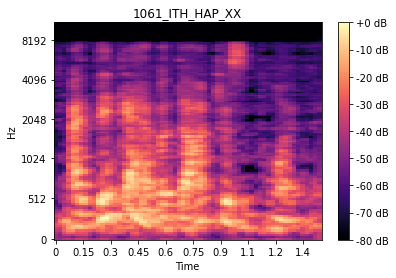 1061_ITH_HAP_XX
+0 dB
8192
-10 dB
4096
-20 dB
-30 dB
2048
Hz
-40 dB
1024
-50 dB
512
-60 dB
-70 dB
0
-80 dB
0 0.15 0.3 0.45 0.6 0.75 0.9 1.1 1.2 1.4
Time